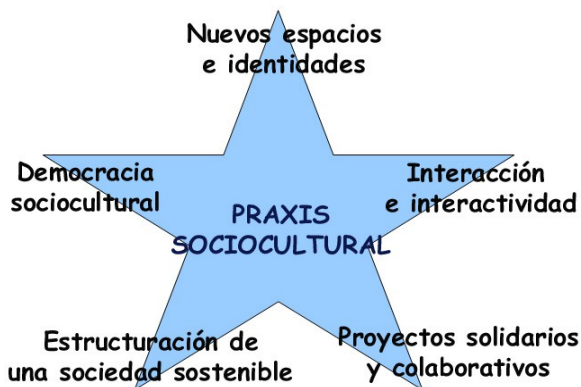 Nuevos espacios
e identidades
Democracia
sociocultural
Interacción
e interactividad
PRAXIS
SOCIOCULTURAL
Estructuración de
una sociedad sostenible
Proyectos solidarios
y colaborativos